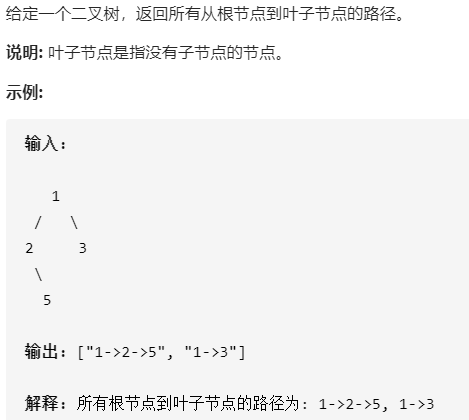 给定一个二叉树，返回所有从根节点到叶子节点的路径。
说明: 叶子节点是指没有子节点的节点。
示例:
输入:
   1
 /   \
2     3
 \
  5
输出: ["1->2->5", "1->3"]
解释: 所有根节点到叶子节点的路径为: 1->2->5, 1->3